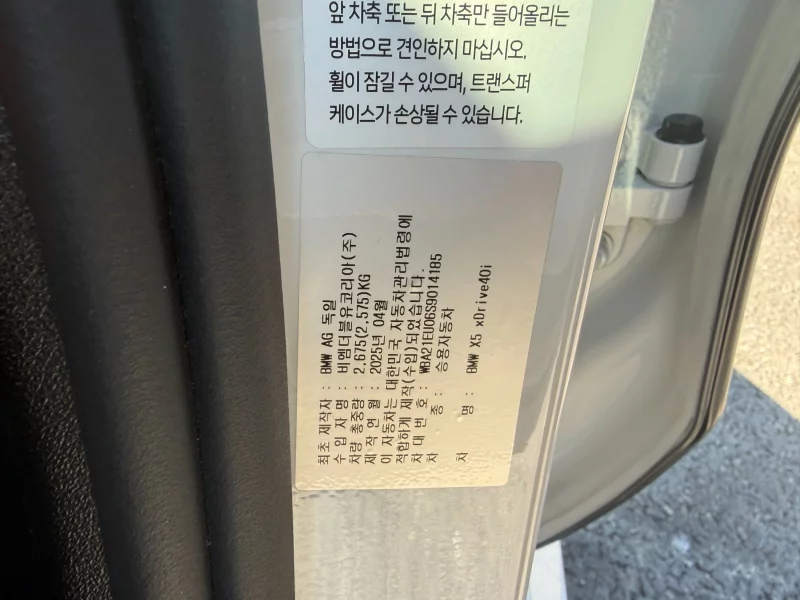 앞 차축 또는 뒤 차축만 들어올리는
방법으로 견인하지 마십시오.
휠이 잠길 수 있으며, 트랜스퍼
케이스가 손상될 수 있습니다.
최초 제작자 : BMW AG 독일
수 입 자 명 : 비엠더블유코리아(주)
차량 총중량 : 2,675(2,575)KG
제 작 연 월 : 2025년 04월
이 자동차는 대한민국 자동차관리법령에
적합하게 제작(수입)되었습니다.
차 대 번 호 : WBA21EU06S9014185
차 종 : 승용자동차
차 명 : BMW X5 xDrive40i